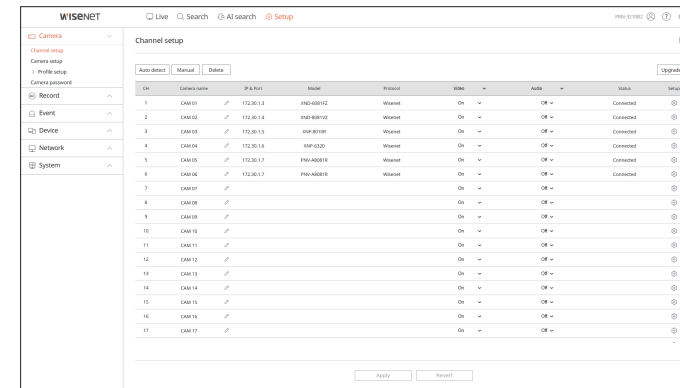 WISENET
Live Search AI search Setup
Camera
Channel setup
Camera setup
> Profile setup
Camera password
Record
Event
Device
Network
System
Channel setup
Auto detect Manual Delete
Upgrade
CH Camera name IP & Port Model Protocol Video Audio Status Setup
1 CAM 01 172.30.1.3 XND-6081FZ Wisenet On Off Connected
2 CAM 02 172.30.1.4 XND-8081VZ Wisenet On Off Connected
3 CAM 03 172.30.1.5 XNF-8010R Wisenet On Off Connected
4 CAM 04 172.30.1.6 XNP-6320 Wisenet On Off Connected
5 CAM 05 172.30.1.7 PNV-A8081R Wisenet On Off Connected
6 CAM 06 172.30.1.7 PNV-A8081R Wisenet On Off Connected
7 CAM 07 On Off
8 CAM 08 On Off
9 CAM 09 On Off
10 CAM 10 On Off
11 CAM 11 On Off
12 CAM 12 On Off
13 CAM 13 On Off
14 CAM 14 On Off
15 CAM 15 On Off
16 CAM 16 On Off
17 CAM 17 On Off
Apply Revert